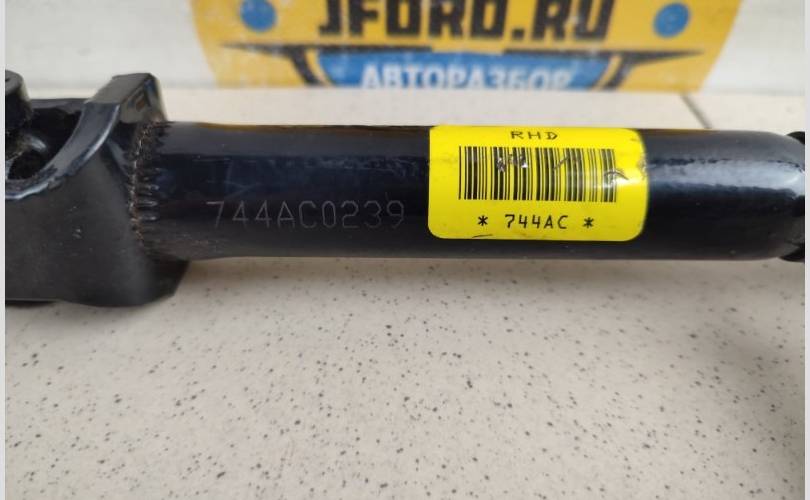 JFORD.RU
АВТОРАЗБОР
RHD
744AC0239
* 744AC *